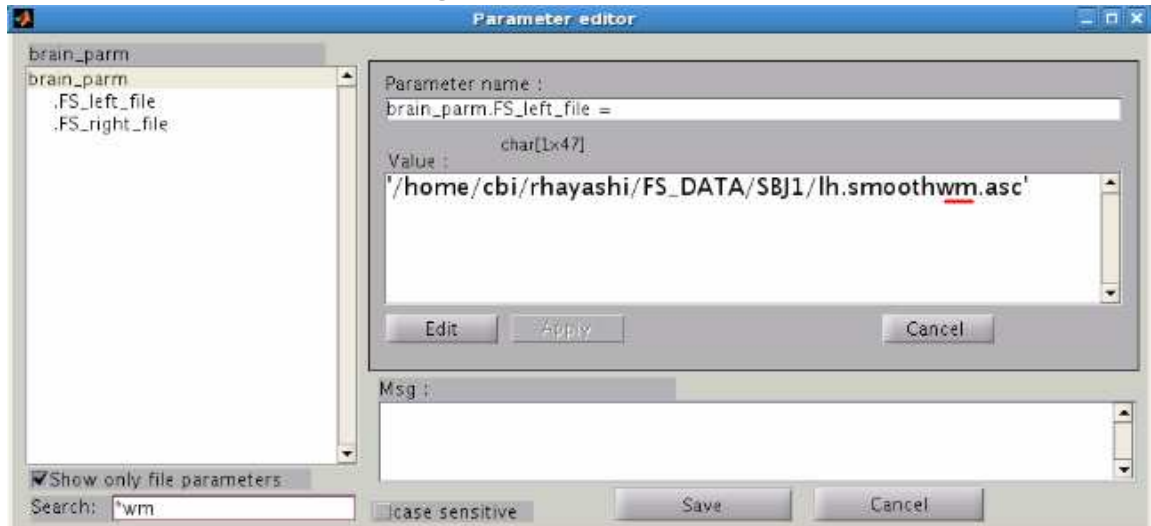 Parameter editor
brain_parm
brain_parm
.FS_left_file
.FS_right_file
Parameter name :
brain_parm.FS_left_file =
char[1x47]
Value :
'/home/cbi/rhayashi/FS_DATA/SBJ1/lh.smoothwm.asc'
Edit Apply Cancel
Msg :
Show only file parameters
Search: *wm
case sensitive
Save Cancel